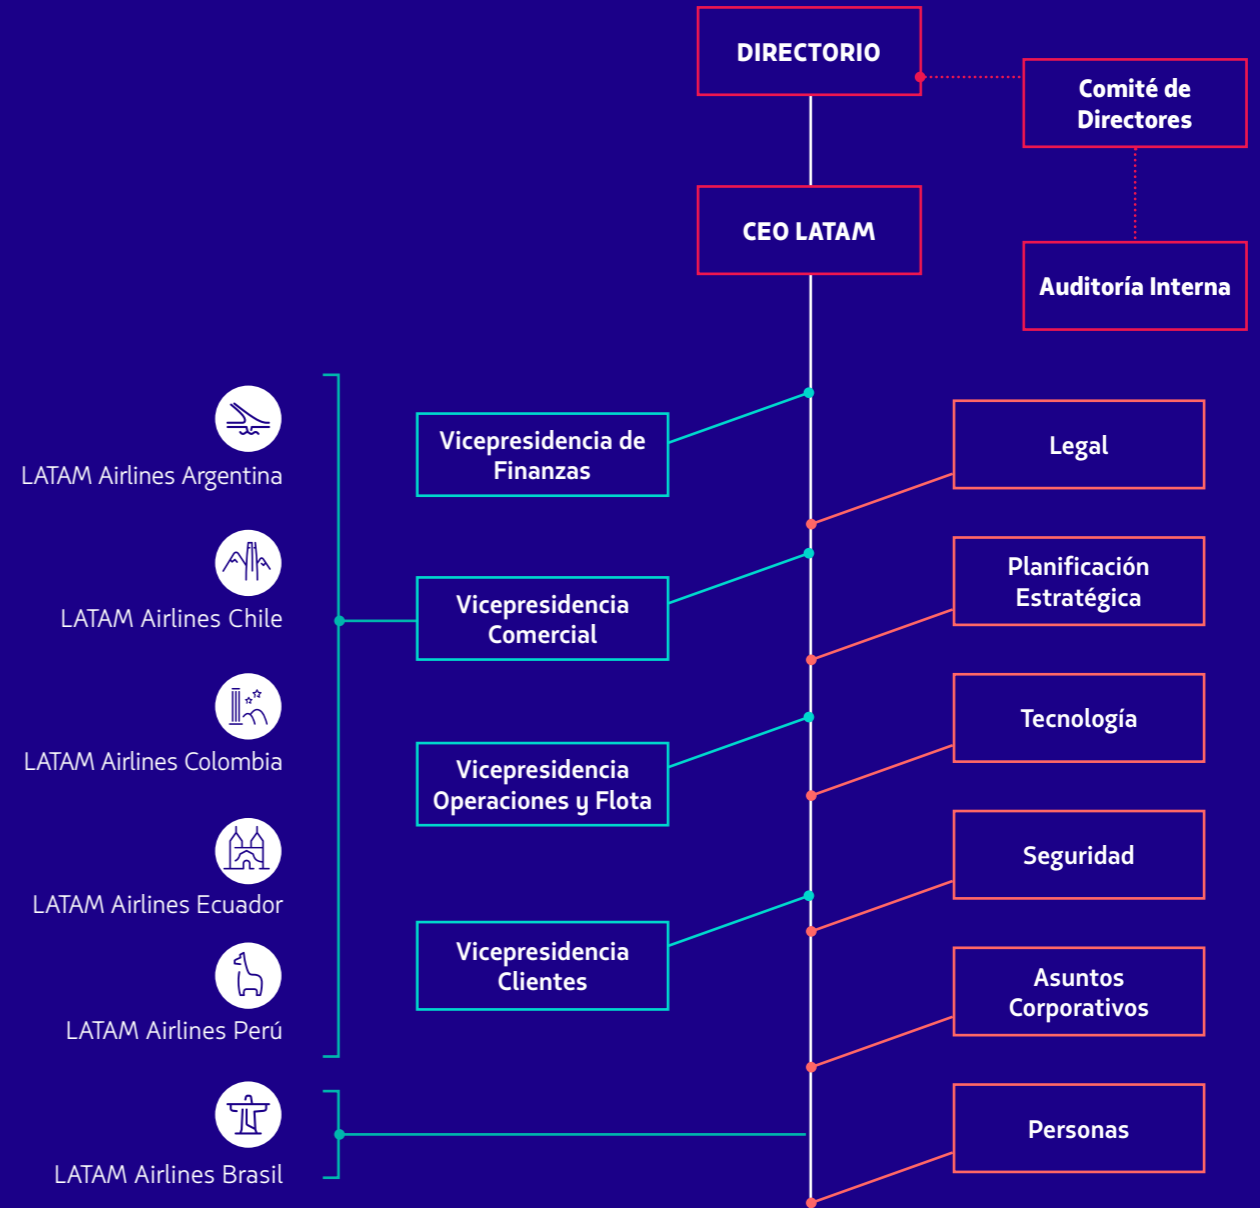 DIRECTORIO
Comité de
Directores
CEO LATAM
Auditoría Interna
LATAM Airlines Argentina
LATAM Airlines Chile
LATAM Airlines Colombia
LATAM Airlines Ecuador
LATAM Airlines Perú
LATAM Airlines Brasil
Vicepresidencia de
Finanzas
Vicepresidencia
Comercial
Vicepresidencia
Operaciones y Flota
Vicepresidencia
Clientes
Legal
Planificación
Estratégica
Tecnología
Seguridad
Asuntos
Corporativos
Personas